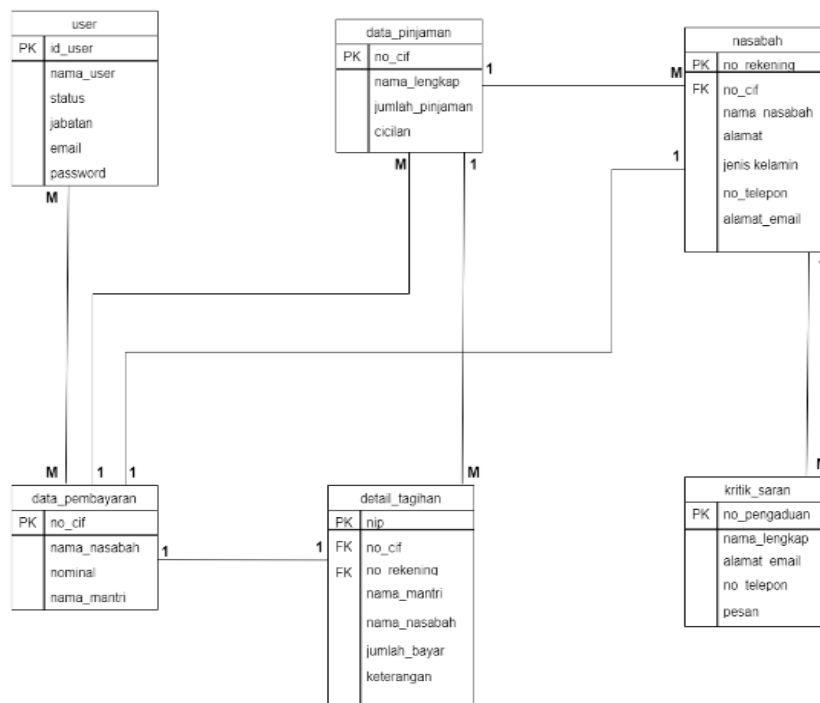 user
PK id_user
nama_user
status
jabatan
email
password
M
data_pinjaman
PK no_cif
nama_lengkap
jumlah_pinjaman
cicilan
1
M
M
1
nasabah
PK no_rekening
FK no_cif
nama nasabah
alamat
jenis kelamin
no_telepon
alamat_email
1
M
1
1
data_pembayaran
PK no_cif
nama_nasabah
nominal
nama_mantri
1
1
M
detail_tagihan
PK nip
FK no_cif
FK no rekening
nama_mantri
nama_nasabah
jumlah_bayar
keterangan
kritik_saran
PK no_pengaduan
nama_lengkap
alamat email
no telepon
pesan